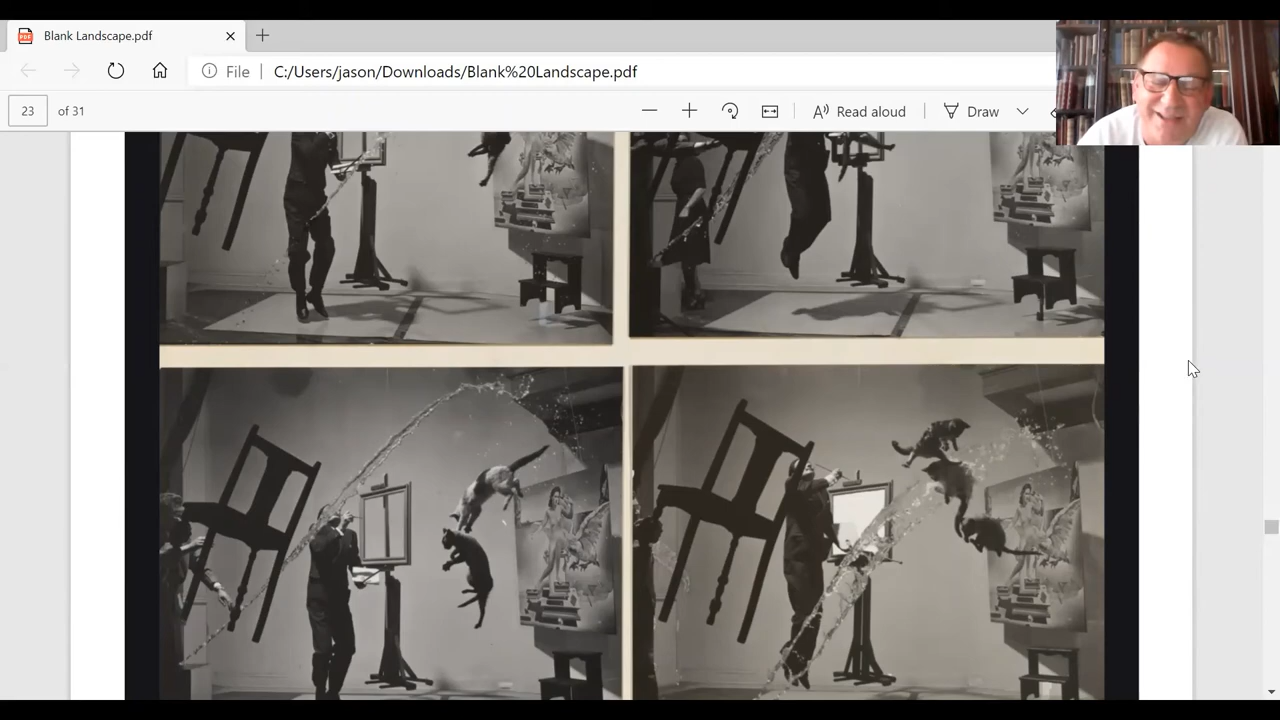 Blank Landscape.pdf
File C:/Users/jason/Downloads/Blank%20Landscape.pdf
23 of 31 Read aloud Draw